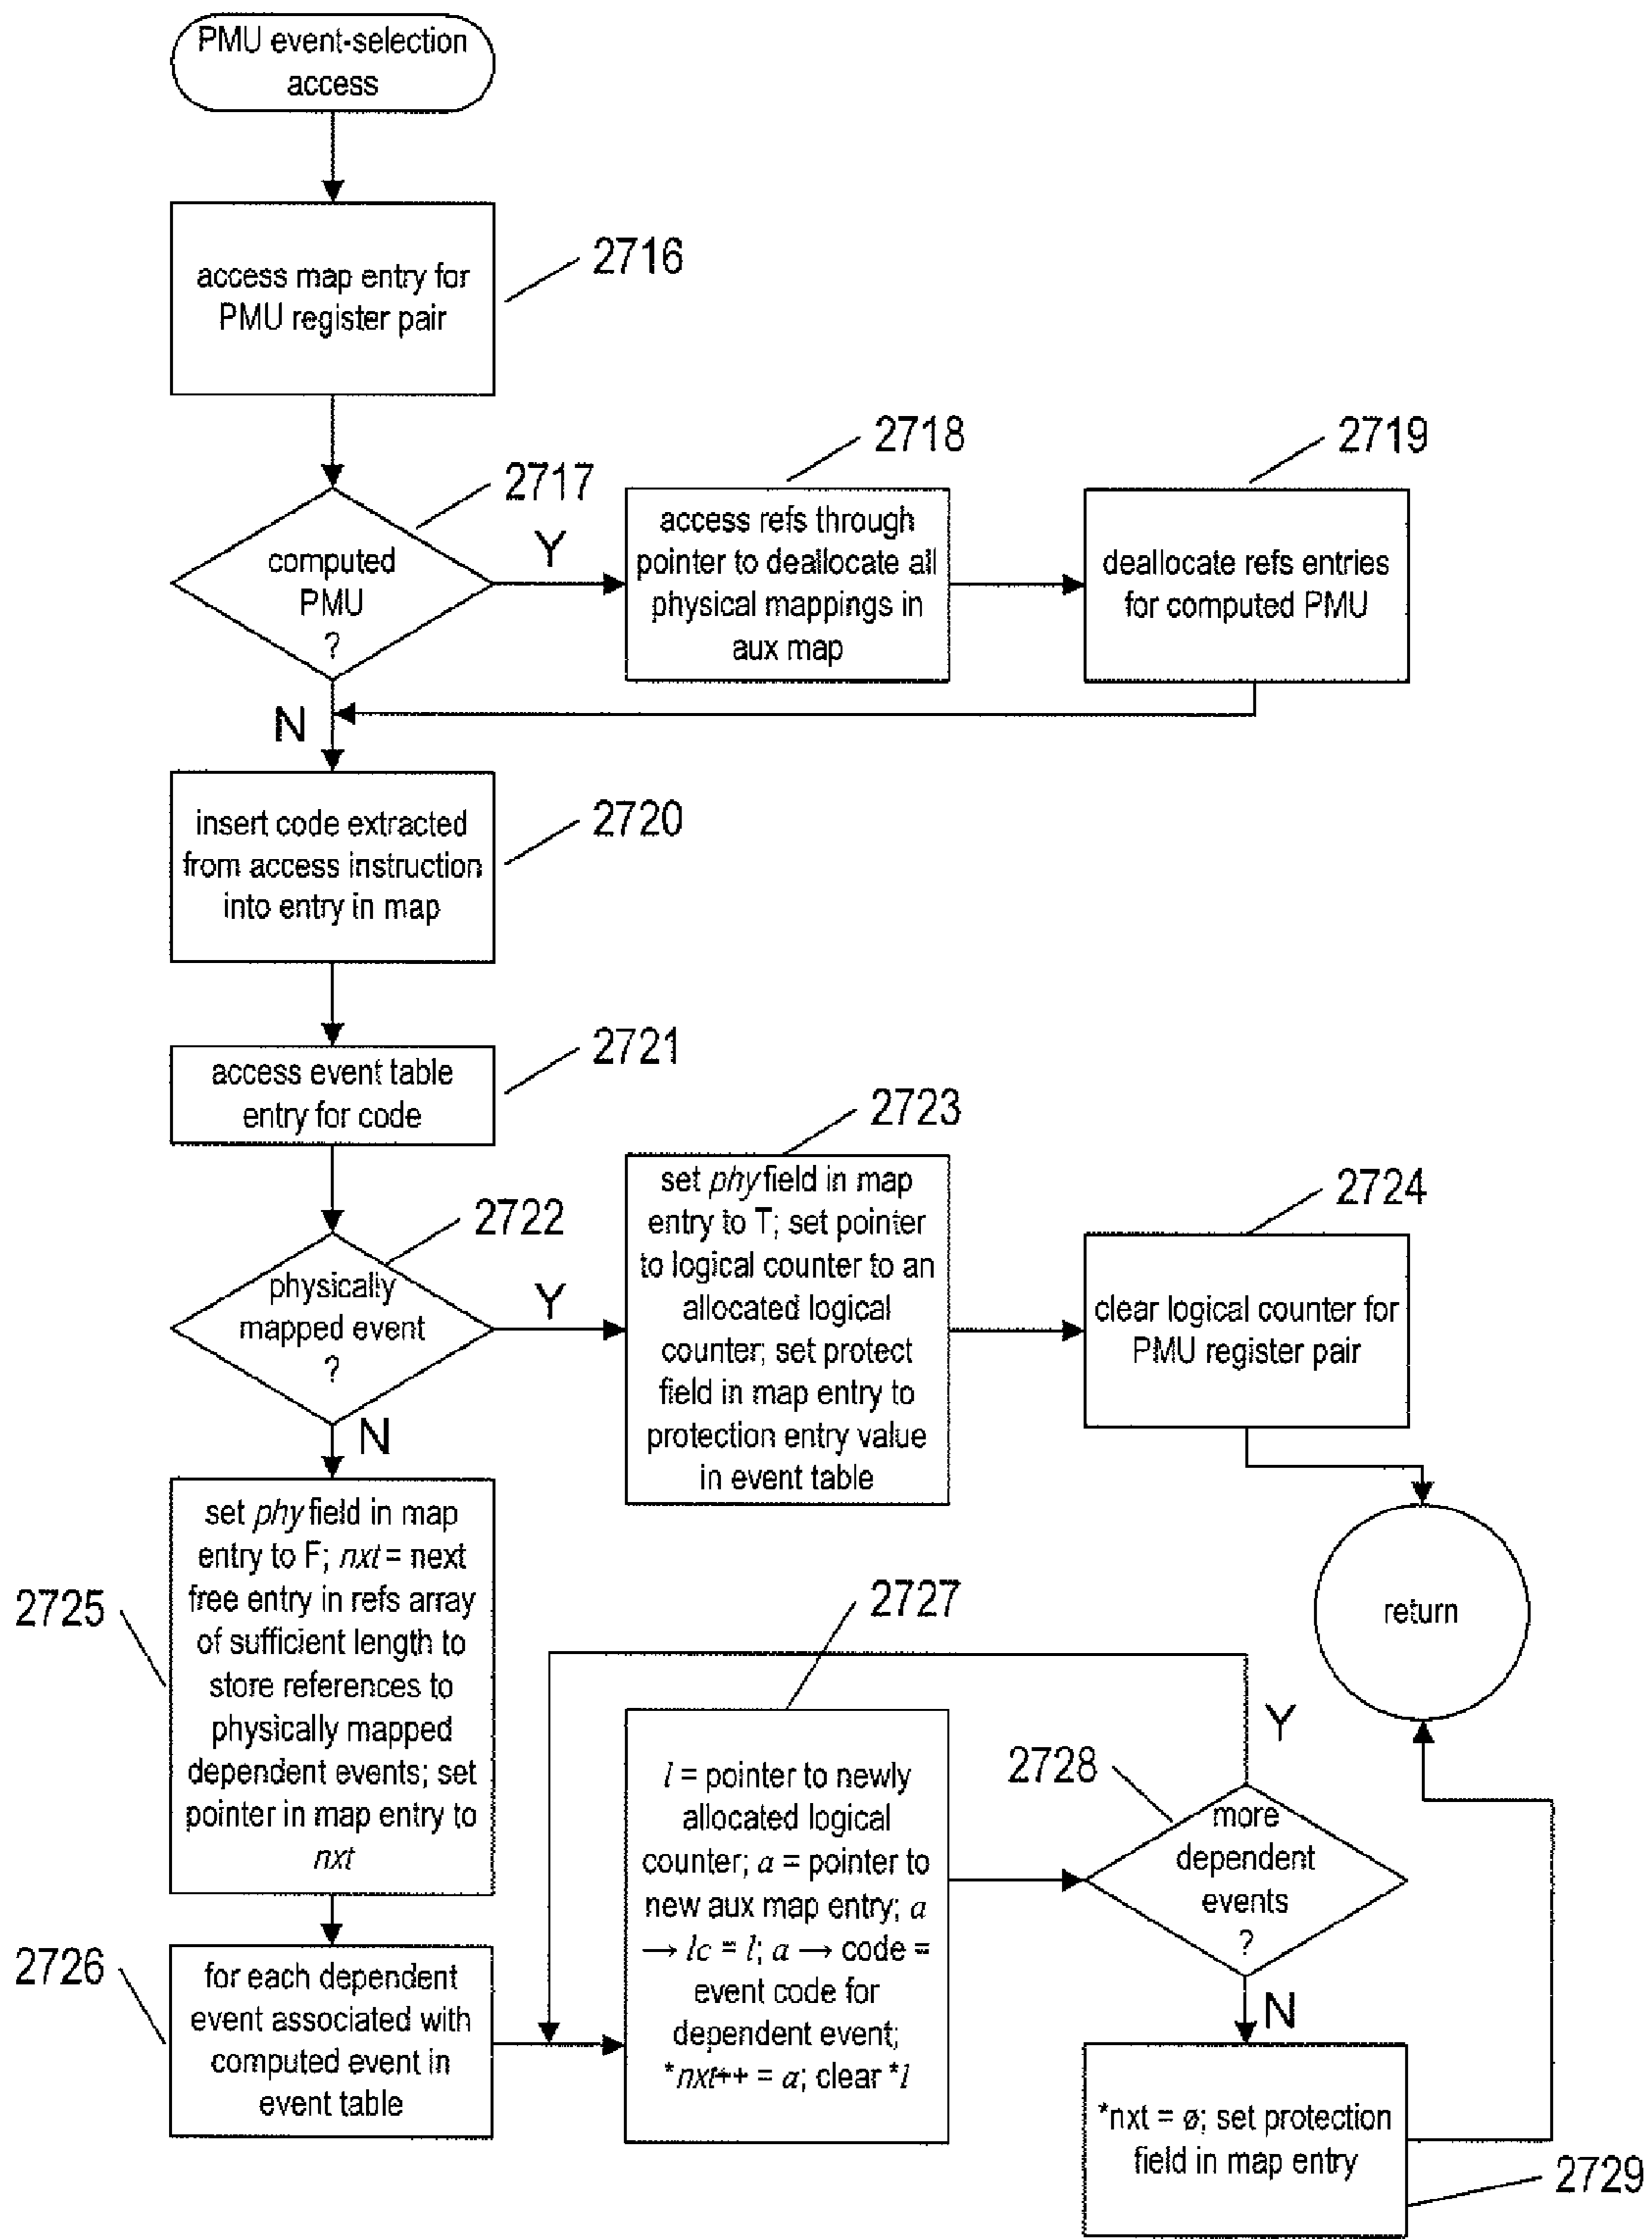 PMU event-selection
access
access map entry for
PMU register pair
2716
computed
PMU
?
2717
Y
N
access refs through
pointer to deallocate all
physical mappings in
aux map
2718
deallocate refs entries
for computed PMU
2719
insert code extracted
from access instruction
into entry in map
2720
access event table
entry for code
2721
physically
mapped event
?
2722
Y
N
set phy field in map
entry to T; set pointer
to logical counter to an
allocated logical
counter; set protect
field in map entry to
protection entry value
in event table
2723
clear logical counter for
PMU register pair
2724
return
set phy field in map
entry to F; nxt = next
free entry in refs array
of sufficient length to
store references to
physically mapped
dependent events; set
pointer in map entry to
nxt
2725
for each dependent
event associated with
computed event in
event table
2726
l = pointer to newly
allocated logical
counter; a = pointer to
new aux map entry; a
→ lc = l; a → code =
event code for
dependent event;
*nxt++ = a; clear *l
2727
more
dependent
events
?
2728
Y
N
*nxt = ø; set protection
field in map entry
2729